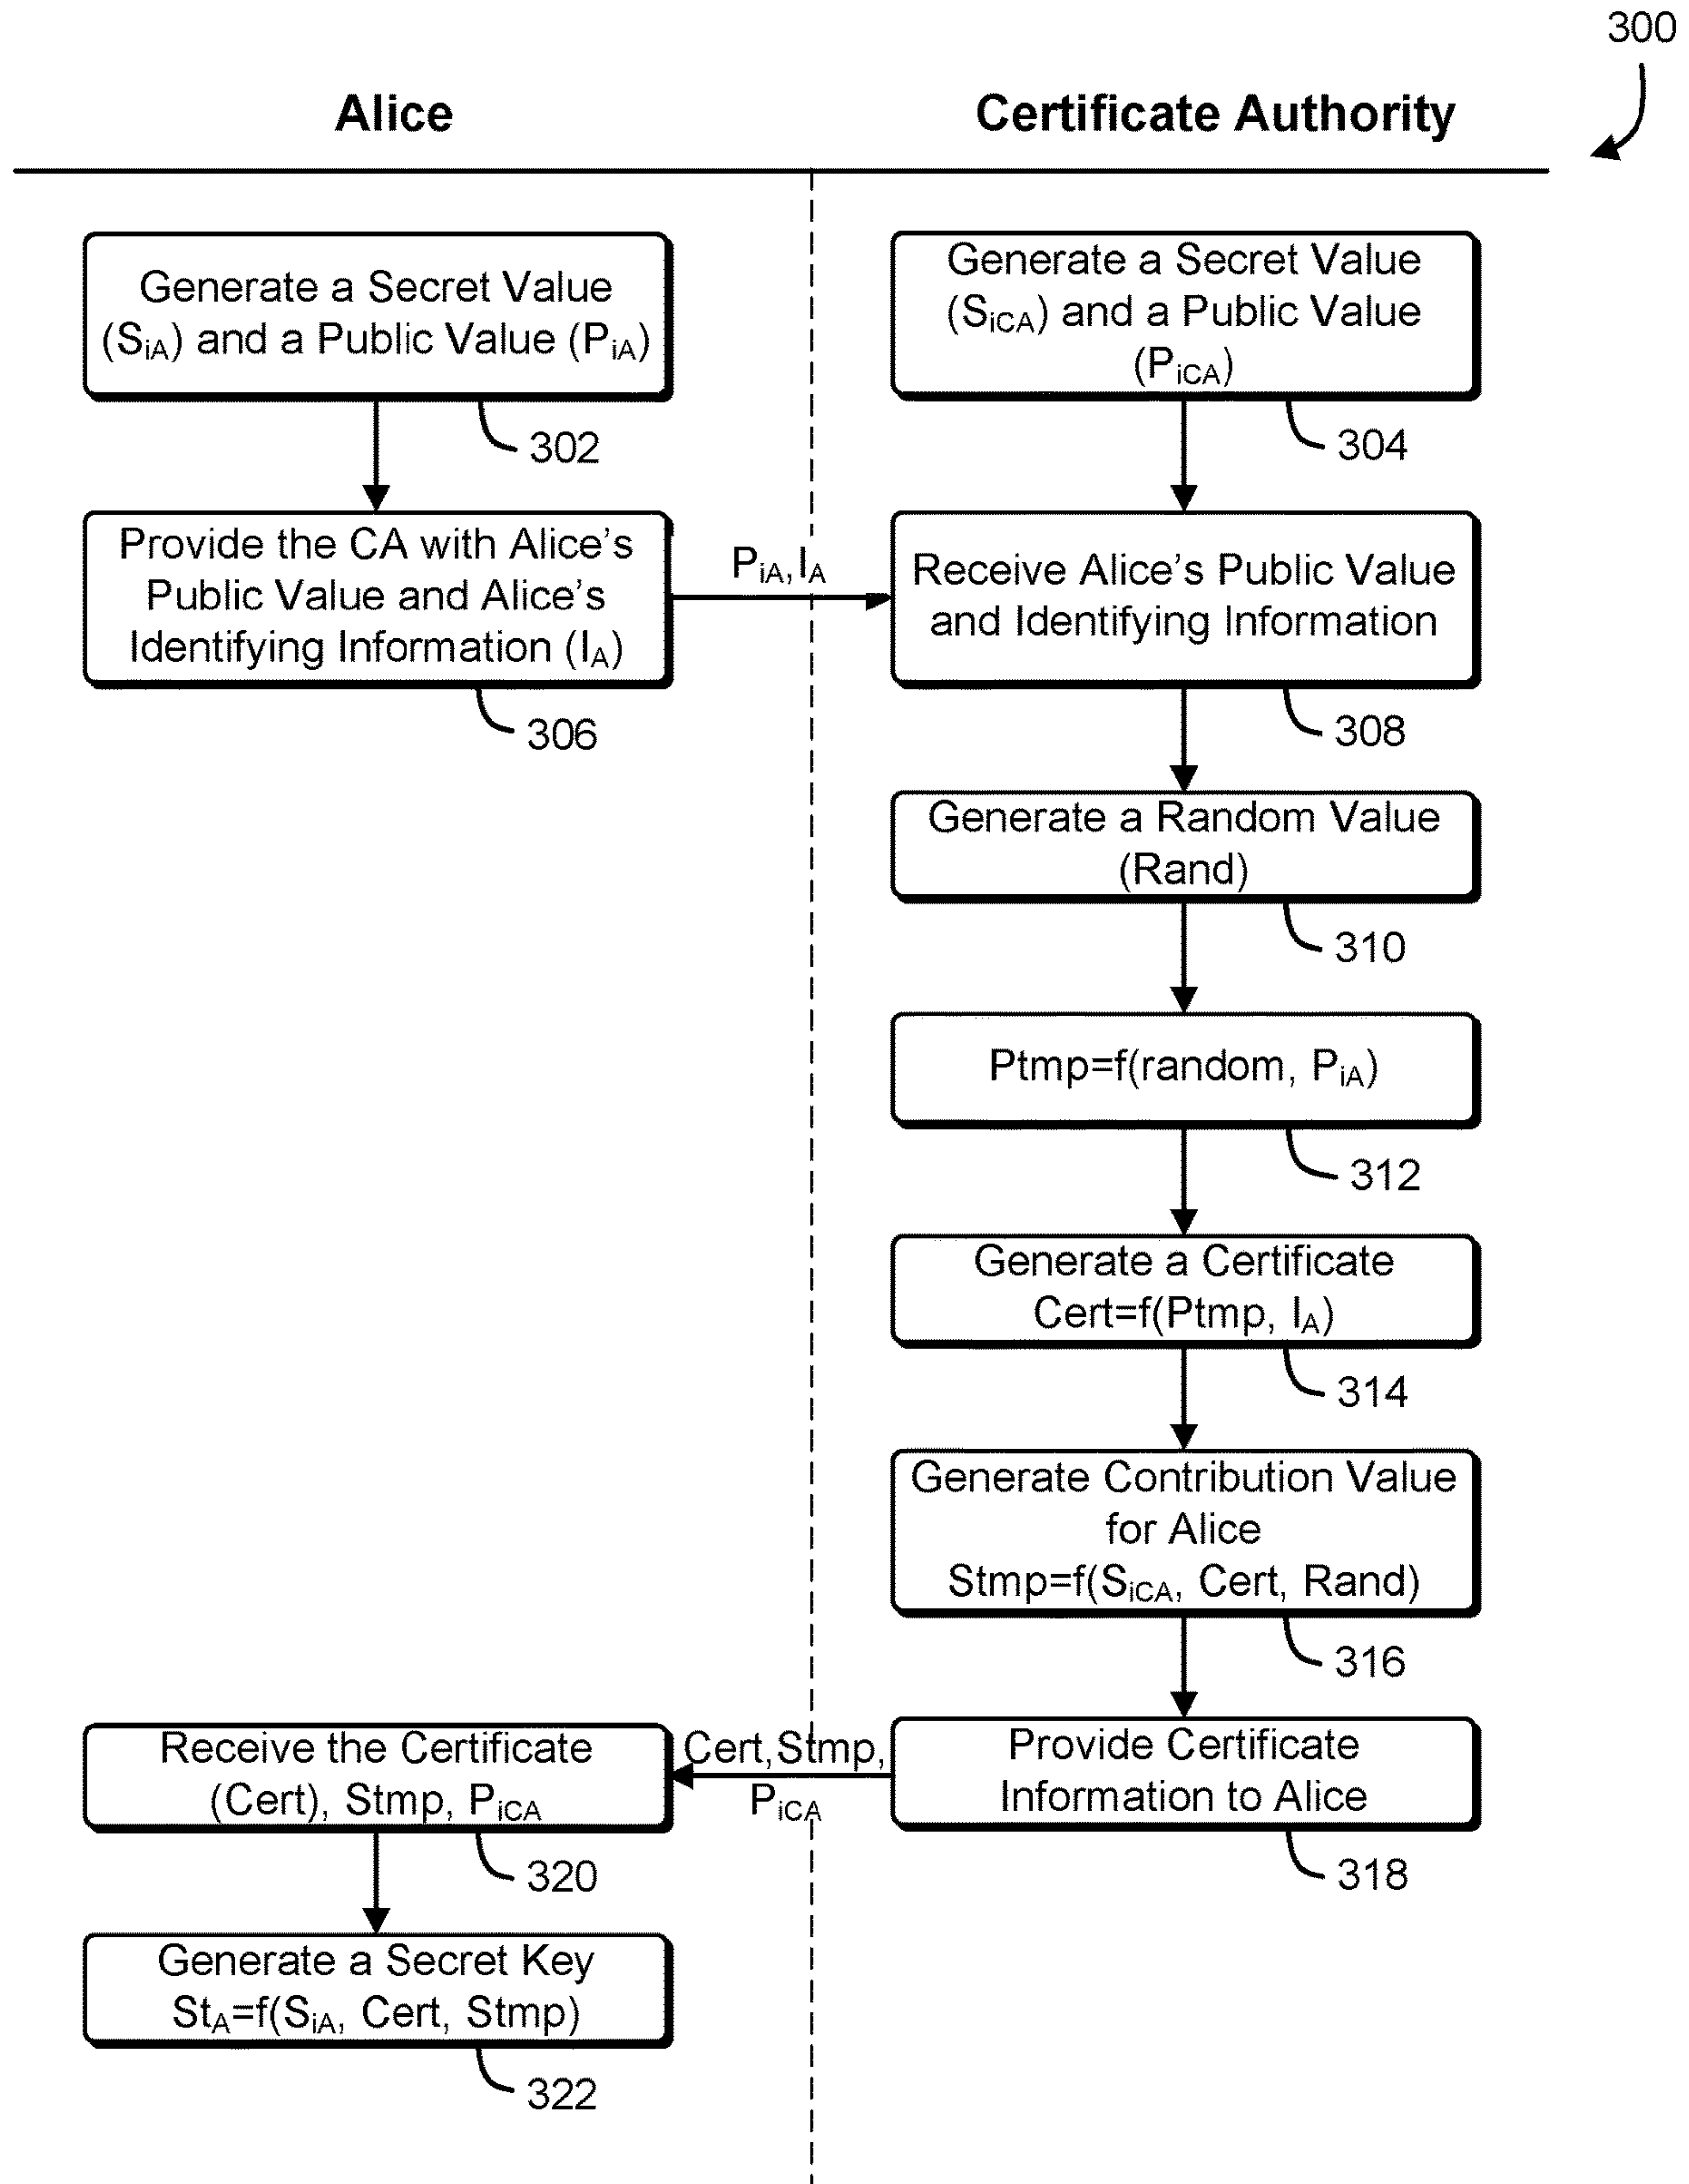 300
Alice
Certificate Authority
Generate a Secret Value
(SiA) and a Public Value (PiA)
302
Generate a Secret Value
(SiCA) and a Public Value
(PiCA)
304
Provide the CA with Alice's
Public Value and Alice's
Identifying Information (IA)
306
PiA,IA
Receive Alice's Public Value
and Identifying Information
308
Generate a Random Value
(Rand)
310
Ptmp=f(random, PiA)
312
Generate a Certificate
Cert=f(Ptmp, IA)
314
Generate Contribution Value
for Alice
Stmp=f(SiCA, Cert, Rand)
316
Provide Certificate
Information to Alice
318
Cert,Stmp,
PiCA
Receive the Certificate
(Cert), Stmp, PiCA
320
Generate a Secret Key
StA=f(SiA, Cert, Stmp)
322